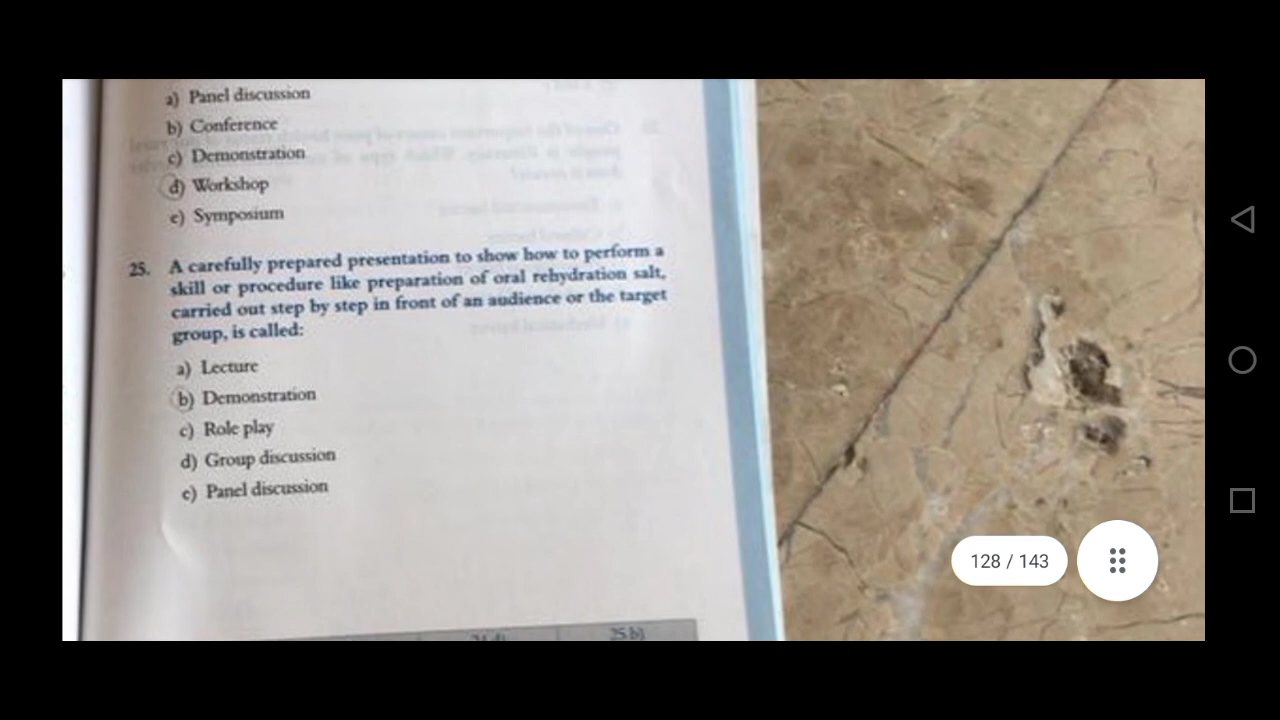 a) Panel discussion
b) Conference
c) Demonstration
d) Workshop
e) Symposium
25. A carefully prepared presentation to show how to perform a
skill or procedure like preparation of oral rehydration salt,
carried out step by step in front of an audience or the target
group, is called:
a) Lecture
b) Demonstration
c) Role play
d) Group discussion
e) Panel discussion
128 / 143
25 b)